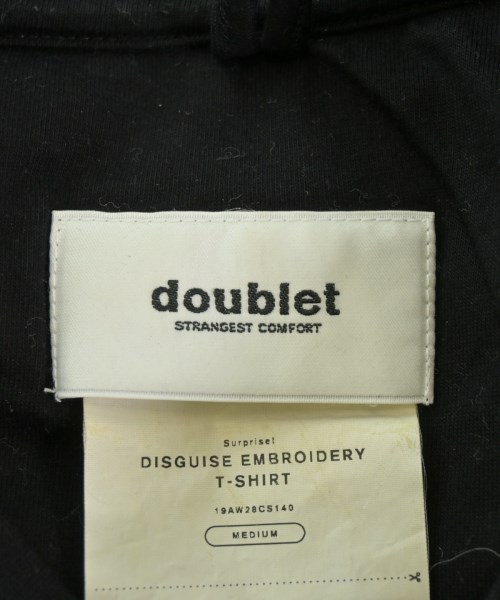 doublet
STRANGEST COMFORT
Surprise!
DISGUISE EMBROIDERY
T-SHIRT
19AW28CS140
MEDIUM